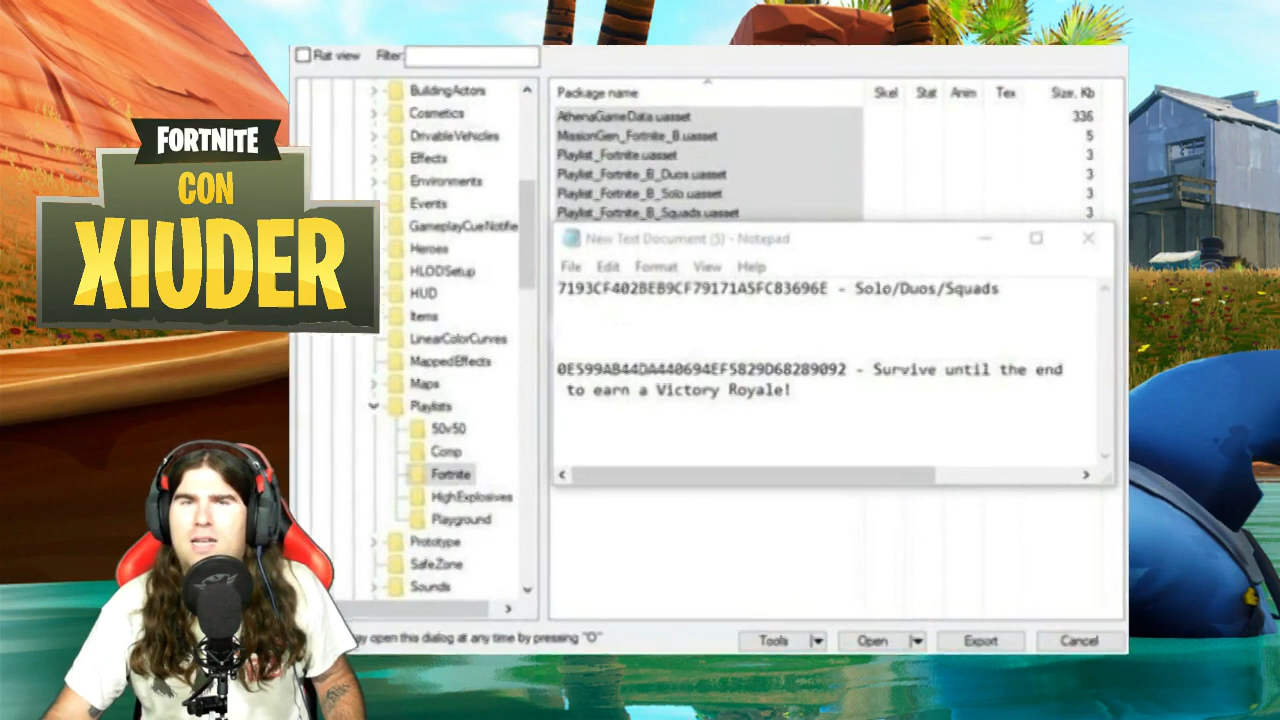 Flat view Filter:
BuildingActors
Cosmetics
DrivableVehicles
Effects
Environments
Events
GameplayCueNotifie
Heroes
HLODSetup
HUD
Items
LinearColorCurves
MappedEffects
Maps
Playlists
50v50
Comp
Fortnite
HighExplosives
Playground
Prototype
SafeZone
Sounds
Package name Skel Stat Anim Tex Size, Kb
AthenaGameData.uasset 336
MissionGen_Fortnite_B.uasset 5
Playlist_Fortnite.uasset 3
Playlist_Fortnite_B_Duos.uasset 3
Playlist_Fortnite_B_Solo.uasset 3
Playlist_Fortnite_B_Squads.uasset 3
New Text Document (5) - Notepad
File Edit Format View Help
7193CF402BEB9CF79171A5FC83696E - Solo/Duos/Squads
0E599AB44DA440694EF5829D68289092 - Survive until the end
to earn a Victory Royale!
ay open this dialog at any time by pressing "O"
Tools Open Export Cancel
FORTNITE
CON
XIUDER